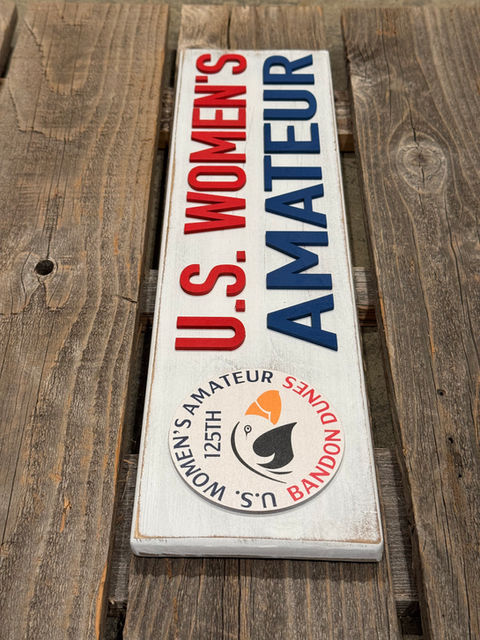 U.S. WOMEN'S
AMATEUR
U.S. WOMEN'S AMATEUR
125TH
BANDON DUNES